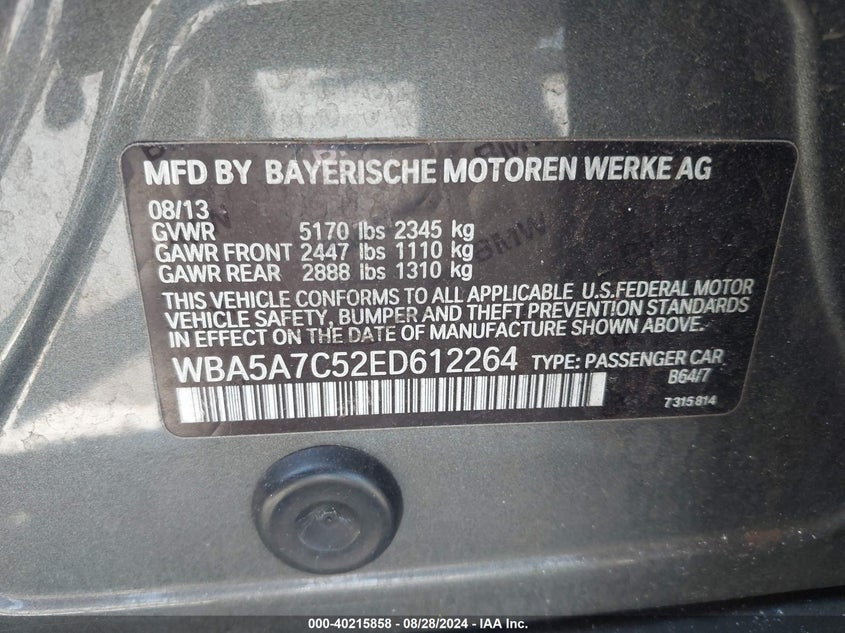 MFD BY BAYERISCHE MOTOREN WERKE AG
08/13
GVWR 5170 lbs 2345 kg
GAWR FRONT 2447 lbs 1110 kg
GAWR REAR 2888 lbs 1310 kg
THIS VEHICLE CONFORMS TO ALL APPLICABLE U.S.FEDERAL MOTOR
VEHICLE SAFETY, BUMPER AND THEFT PREVENTION STANDARDS
IN EFFECT ON THE DATE OF MANUFACTURE SHOWN ABOVE.
WBA5A7C52ED612264 TYPE: PASSENGER CAR
B64/7
7315814
BMW
000-40215858 - 08/28/2024 - IAA Inc.